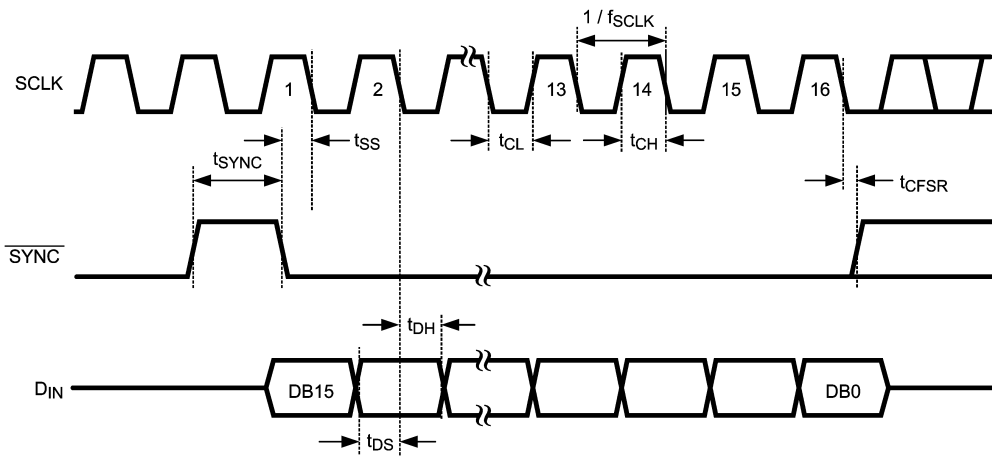 1 / fSCLK
SCLK
1
2
13
14
15
16
tSS
tCL
tCH
tSYNC
tCFSR
SYNC
tDH
DIN
DB15
DB0
tDS